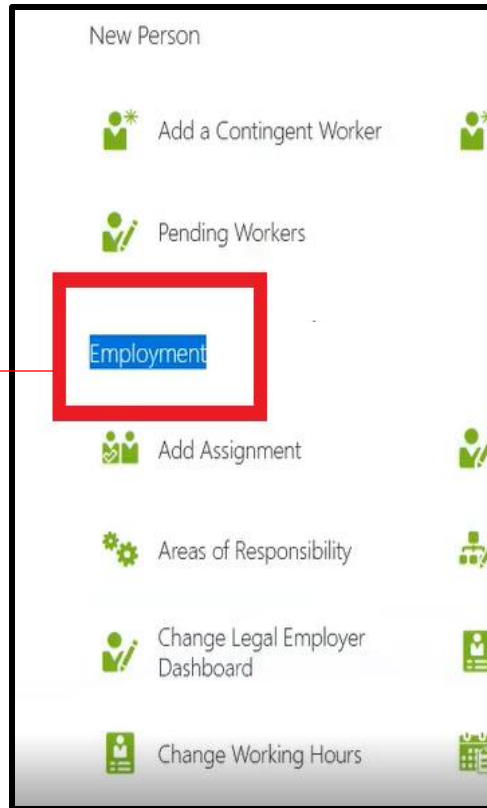 New Person
Add a Contingent Worker
Pending Workers
Employment
Add Assignment
Areas of Responsibility
Change Legal Employer
Dashboard
Change Working Hours